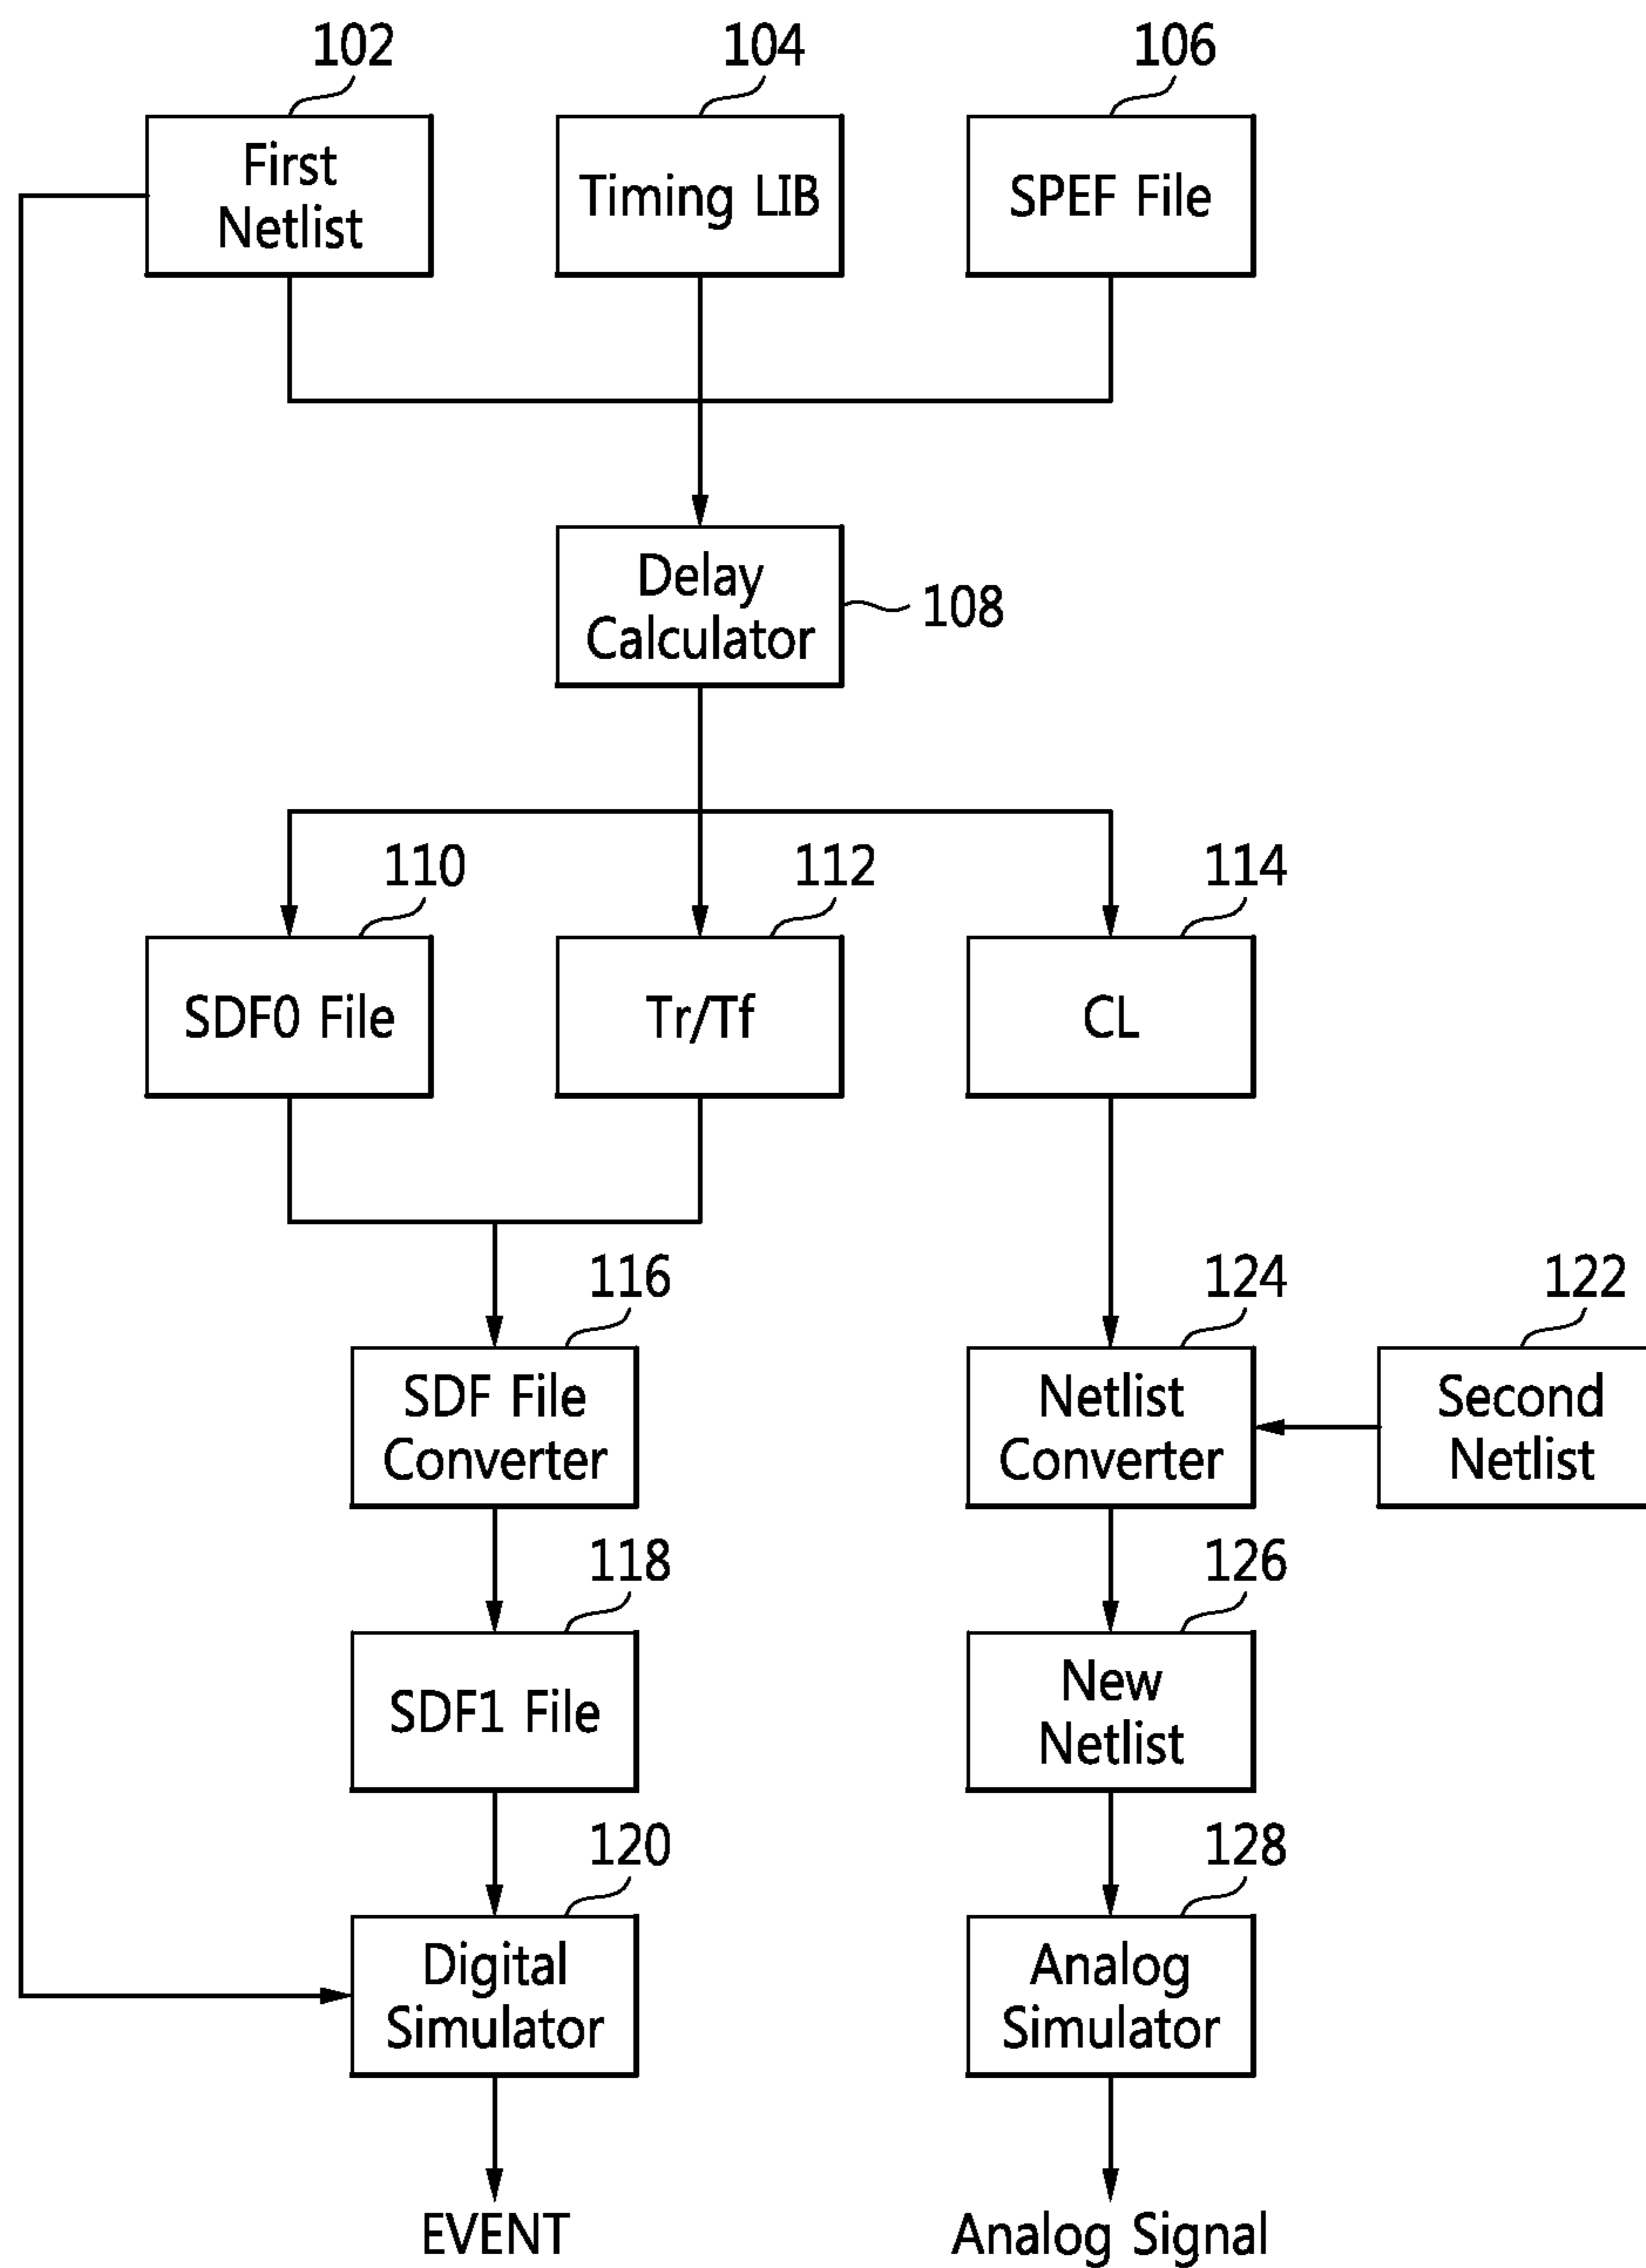 102
104
106
First
Netlist
Timing LIB
SPEF File
Delay
Calculator
108
110
112
114
SDF0 File
Tr/Tf
CL
116
124
122
SDF File
Converter
Netlist
Converter
Second
Netlist
118
126
SDF1 File
New
Netlist
120
128
Digital
Simulator
Analog
Simulator
EVENT
Analog Signal